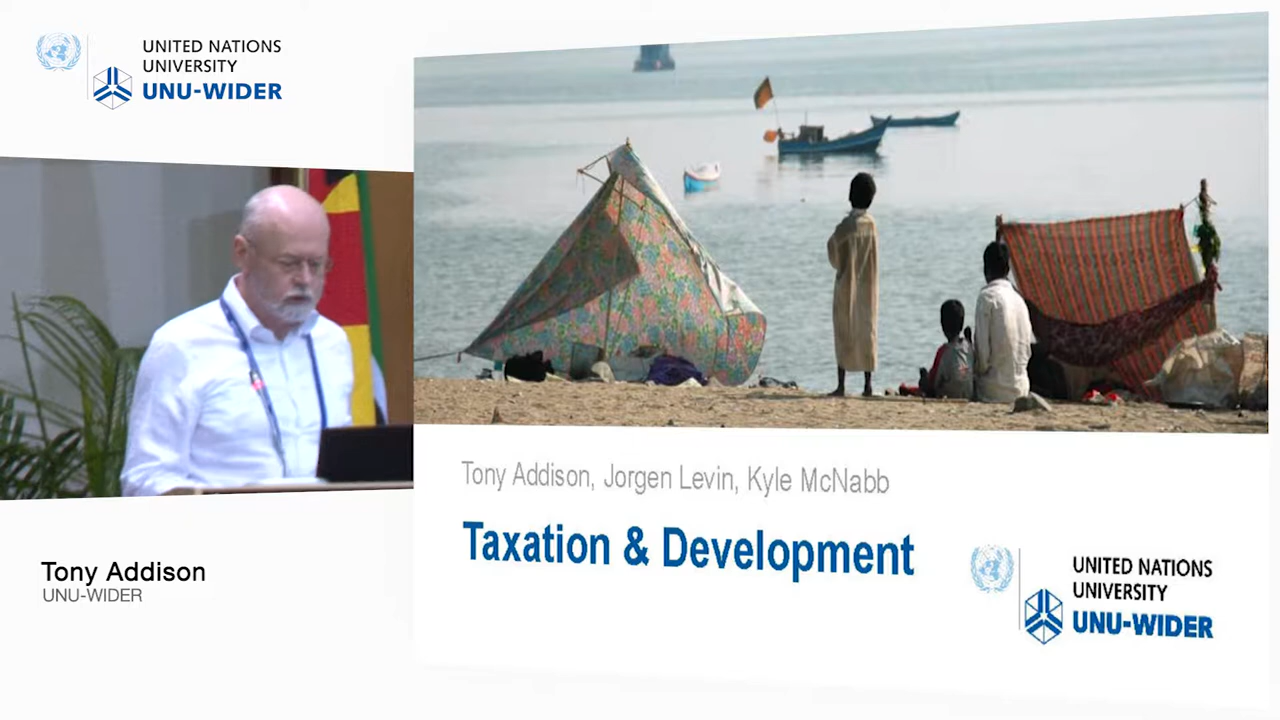 UNITED NATIONS
UNIVERSITY
UNU-WIDER
Tony Addison
UNU-WIDER
Tony Addison, Jorgen Levin, Kyle McNabb
Taxation & Development
UNITED NATIONS
UNIVERSITY
UNU-WIDER